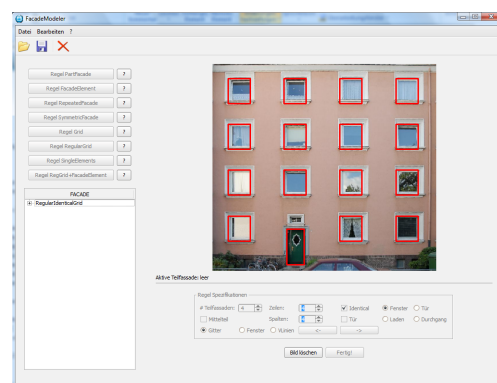 FacadeModeler
Datei Bearbeiten ?
Regel PartFacade ?
Regel FacadeElement ?
Regel RepeatedFacade ?
Regel SymmetricFacade ?
Regel Grid ?
Regel RegularGrid ?
Regel SingleElements ?
Regel RegGrid+FacadeElement ?
FACADE
RegularIdenticalGrid
Aktive Teilfassade: leer
Regel Spezifikationen
# Teilfassaden: 4 Zeilen: 4 Identical Fenster Tür
Mittelteil Spalten: 4 Tür Laden Durchgang
Gitter Fenster <- ->
Bild löschen Fertig!